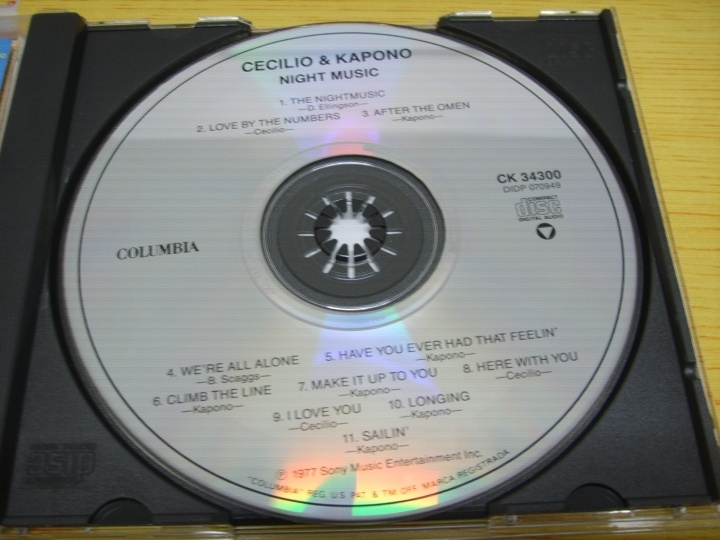 CECILIO & KAPONO
NIGHT MUSIC
1. THE NIGHTMUSIC
—D. Ellingson—
2. LOVE BY THE NUMBERS 3. AFTER THE OMEN
—Cecilio— —Kapono—
CK 34300
DIDP 070949
COMPACT
disc
DIGITAL AUDIO
COLUMBIA
4. WE'RE ALL ALONE 5. HAVE YOU EVER HAD THAT FEELIN'
—B. Scaggs— —Kapono—
6. CLIMB THE LINE 7. MAKE IT UP TO YOU 8. HERE WITH YOU
—Kapono— —Kapono— —Cecilio—
9. I LOVE YOU 10. LONGING
—Cecilio— —Kapono—
11. SAILIN'
—Kapono—
℗ 1977 Sony Music Entertainment Inc.
"COLUMBIA" REG. U.S. PAT. & TM. OFF. MARCA REGISTRADA